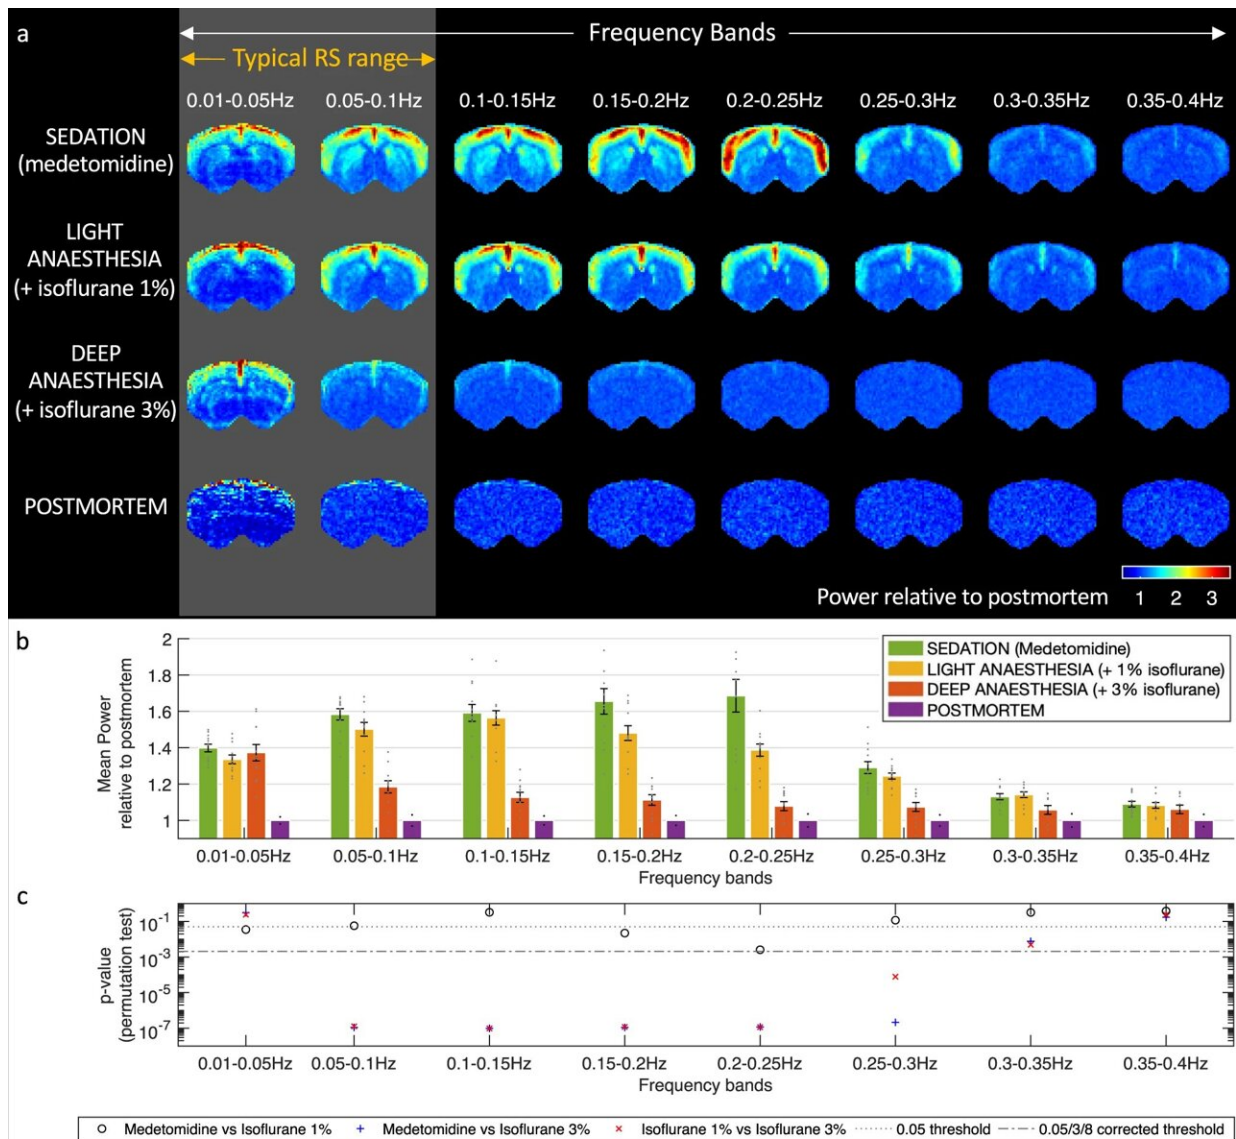 a
Frequency Bands
Typical RS range
0.01-0.05Hz 0.05-0.1Hz 0.1-0.15Hz 0.15-0.2Hz 0.2-0.25Hz 0.25-0.3Hz 0.3-0.35Hz 0.35-0.4Hz
SEDATION
(medetomidine)
LIGHT
ANAESTHESIA
(+ isoflurane 1%)
DEEP
ANAESTHESIA
(+ isoflurane 3%)
POSTMORTEM
Power relative to postmortem 1 2 3
b
Mean Power
relative to postmortem
2
1.8
1.6
1.4
1.2
1
SEDATION (Medetomidine)
LIGHT ANAESTHESIA (+ 1% isoflurane)
DEEP ANAESTHESIA (+ 3% isoflurane)
POSTMORTEM
0.01-0.05Hz 0.05-0.1Hz 0.1-0.15Hz 0.15-0.2Hz 0.2-0.25Hz 0.25-0.3Hz 0.3-0.35Hz 0.35-0.4Hz
Frequency bands
c
p-value
(permutation test)
10^-1
10^-3
10^-5
10^-7
0.01-0.05Hz 0.05-0.1Hz 0.1-0.15Hz 0.15-0.2Hz 0.2-0.25Hz 0.25-0.3Hz 0.3-0.35Hz 0.35-0.4Hz
Frequency bands
Medetomidine vs Isoflurane 1% Medetomidine vs Isoflurane 3% Isoflurane 1% vs Isoflurane 3% 0.05 threshold 0.05/3/8 corrected threshold